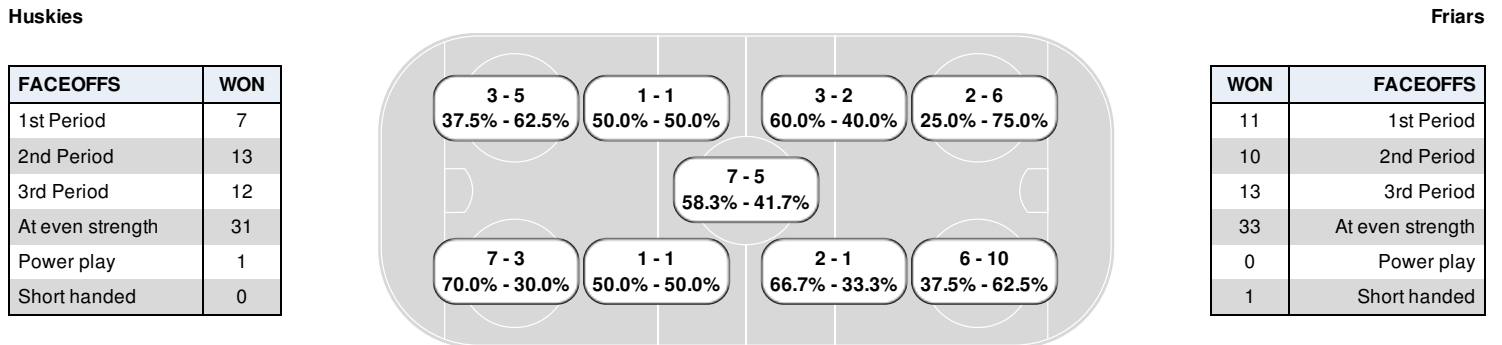 Huskies
Friars
FACEOFFS WON
1st Period 7
2nd Period 13
3rd Period 12
At even strength 31
Power play 1
Short handed 0
3 - 5
37.5% - 62.5%
1 - 1
50.0% - 50.0%
3 - 2
60.0% - 40.0%
2 - 6
25.0% - 75.0%
7 - 5
58.3% - 41.7%
7 - 3
70.0% - 30.0%
1 - 1
50.0% - 50.0%
2 - 1
66.7% - 33.3%
6 - 10
37.5% - 62.5%
WON FACEOFFS
11 1st Period
10 2nd Period
13 3rd Period
33 At even strength
0 Power play
1 Short handed